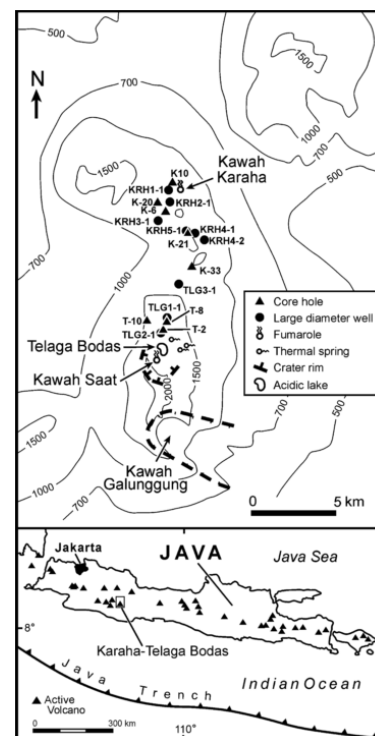 500
500
700
1500
1000
700
500
N
1500
K10
Kawah
Karaha
KRH1-1
K-20
KRH2-1
K-6
KRH3-1
KRH5-1
KRH4-1
K-21
KRH4-2
K-33
1000
700
TLG3-1
TLG1-1
T-10
T-8
T-2
TLG2-1
Telaga Bodas
Kawah Saat
2000
1500
Core hole
Large diameter well
Fumarole
Thermal spring
Crater rim
Acidic lake
1500
1000
700
Kawah
Galunggung
500
0 5 km
Jakarta
JAVA
Java Sea
8°
Karaha-Telaga Bodas
Java Trench
Indian Ocean
Active
Volcano
0 300 km
110°